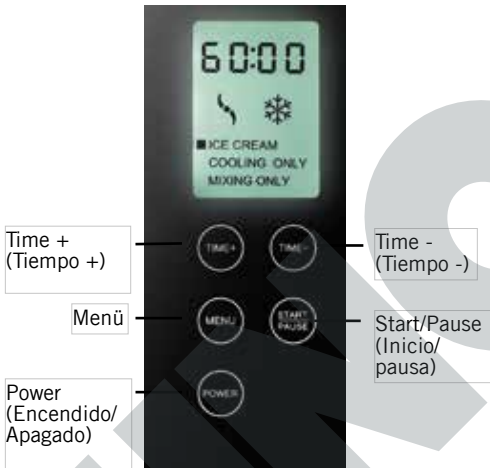 60:00
ICE CREAM
COOLING ONLY
MIXING ONLY
Time +
(Tiempo +)
TIME+
TIME-
Time -
(Tiempo -)
Menü
MENU
START
PAUSE
Start/Pause
(Inicio/
pausa)
Power
(Encendido/
Apagado)
POWER